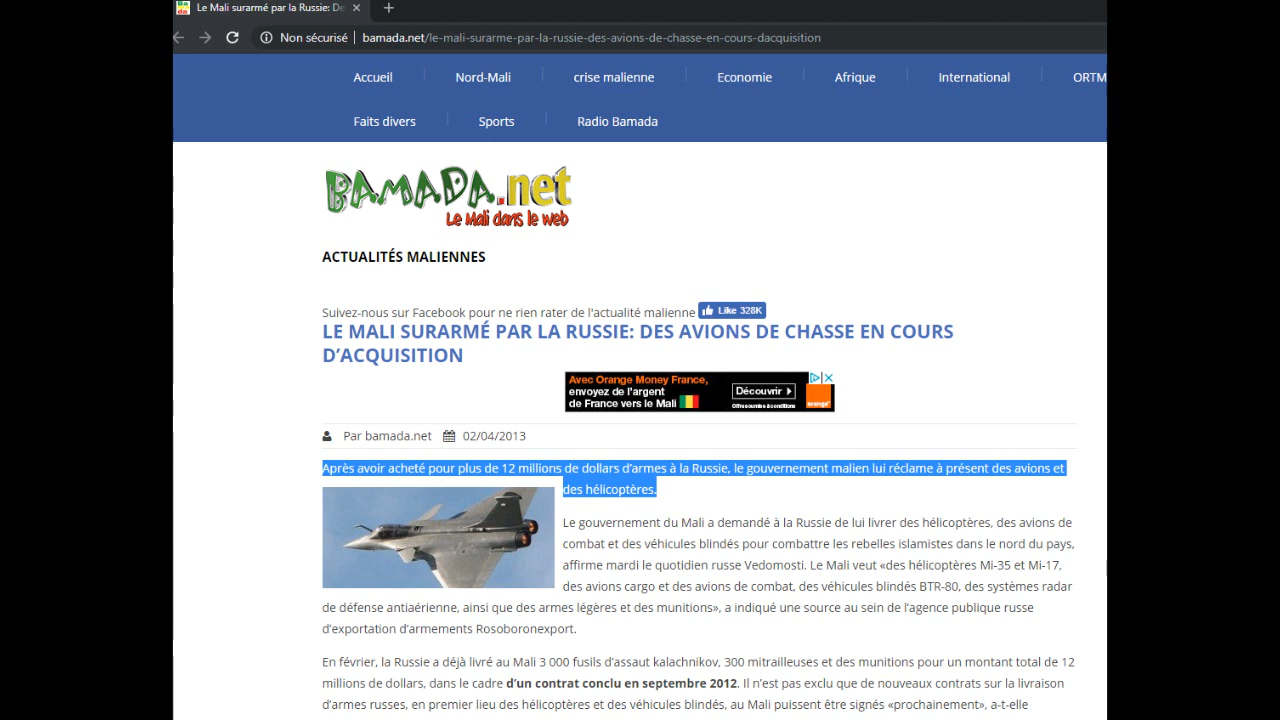 Le Mali surarmé par la Russie: De
Non sécurisé | bamada.net/le-mali-surarme-par-la-russie-des-avions-de-chasse-en-cours-dacquisition
Accueil Nord-Mali crise malienne Economie Afrique International ORTM
Faits divers Sports Radio Bamada
BAMADA.net
Le Mali dans le web
ACTUALITÉS MALIENNES
Suivez-nous sur Facebook pour ne rien rater de l'actualité malienne Like 328K
LE MALI SURARMÉ PAR LA RUSSIE: DES AVIONS DE CHASSE EN COURS
D’ACQUISITION
Avec Orange Money France,
envoyez de l'argent
de France vers le Mali
Découvrir
Offre soumise à conditions
orange
Par bamada.net 02/04/2013
Après avoir acheté pour plus de 12 millions de dollars d’armes à la Russie, le gouvernement malien lui réclame à présent des avions et
des hélicoptères.
Le gouvernement du Mali a demandé à la Russie de lui livrer des hélicoptères, des avions de
combat et des véhicules blindés pour combattre les rebelles islamistes dans le nord du pays,
affirme mardi le quotidien russe Vedomosti. Le Mali veut «des hélicoptères Mi-35 et Mi-17,
des avions cargo et des avions de combat, des véhicules blindés BTR-80, des systèmes radar
de défense antiaérienne, ainsi que des armes légères et des munitions», a indiqué une source au sein de l’agence publique russe
d’exportation d’armements Rosoboronexport.
En février, la Russie a déjà livré au Mali 3 000 fusils d’assaut kalachnikov, 300 mitrailleuses et des munitions pour un montant total de 12
millions de dollars, dans le cadre d’un contrat conclu en septembre 2012. Il n’est pas exclu que de nouveaux contrats sur la livraison
d’armes russes, en premier lieu des hélicoptères et des véhicules blindés, au Mali puissent être signés «prochainement», a-t-elle